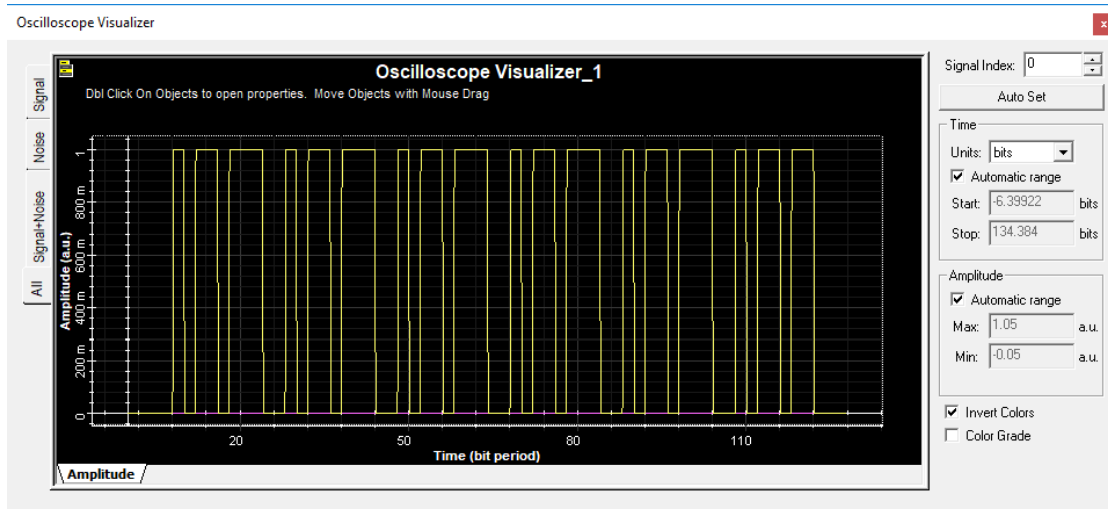 Oscilloscope Visualizer
x
Signal
Noise
Signal+Noise
All
Oscilloscope Visualizer_1
Dbl Click On Objects to open properties. Move Objects with Mouse Drag
Amplitude (a.u.)
1
800 m
600 m
400 m
200 m
0
20
50
80
110
Time (bit period)
Amplitude
Signal Index: 0
Auto Set
Time
Units: bits
Automatic range
Start: -6.39922 bits
Stop: 134.384 bits
Amplitude
Automatic range
Max: 1.05 a.u.
Min: -0.05 a.u.
Invert Colors
Color Grade